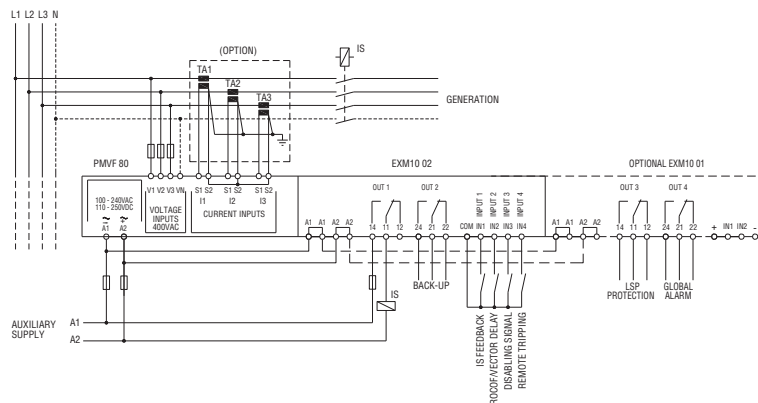 L1 L2 L3 N
IS
(OPTION)
TA1
TA2
TA3
GENERATION
PMVF 80
EXM10 02
OPTIONAL EXM10 01
100 - 240VAC
110 - 250VDC
~ ~
− +
A1 A2
V1 V2 V3 VN
VOLTAGE
INPUTS
400VAC
S1 S2 S1 S2 S1 S2
I1 I2 I3
CURRENT INPUTS
A1 A1 A2 A2
OUT 1
14 11 12
OUT 2
24 21 22
INPUT 1
INPUT 2
INPUT 3
INPUT 4
COM IN1 IN2 IN3 IN4
A1 A1 A2 A2
OUT 3
14 11 12
OUT 4
24 21 22
+ IN1 IN2 -
BACK-UP
IS
IS FEEDBACK
ROCOF/VECTOR DELAY
DISABLING SIGNAL
REMOTE TRIPPING
LSP
PROTECTION
GLOBAL
ALARM
AUXILIARY
SUPPLY
A1
A2